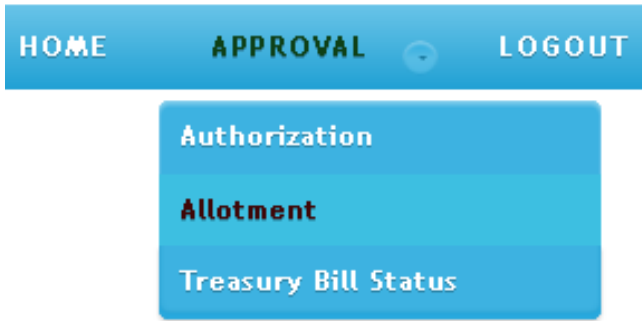 HOME APPROVAL LOGOUT
Authorization
Allotment
Treasury Bill Status